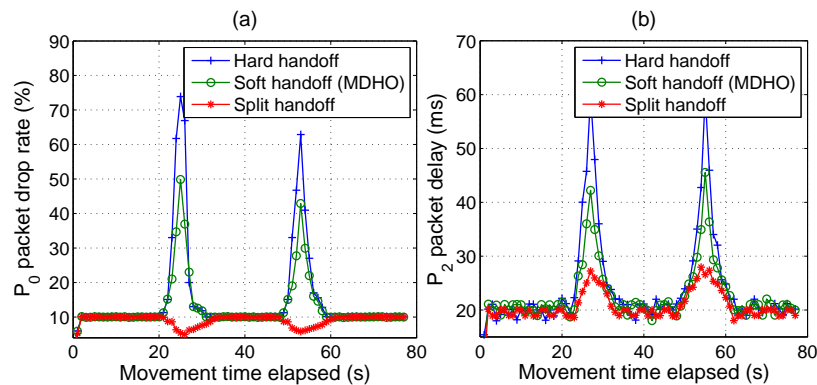 (a)
P0 packet drop rate (%)
90
80
70
60
50
40
30
20
10
0
20
40
60
80
Movement time elapsed (s)
Hard handoff
Soft handoff (MDHO)
Split handoff
(b)
P2 packet delay (ms)
70
60
50
40
30
20
0
20
40
60
80
Movement time elapsed (s)
Hard handoff
Soft handoff (MDHO)
Split handoff